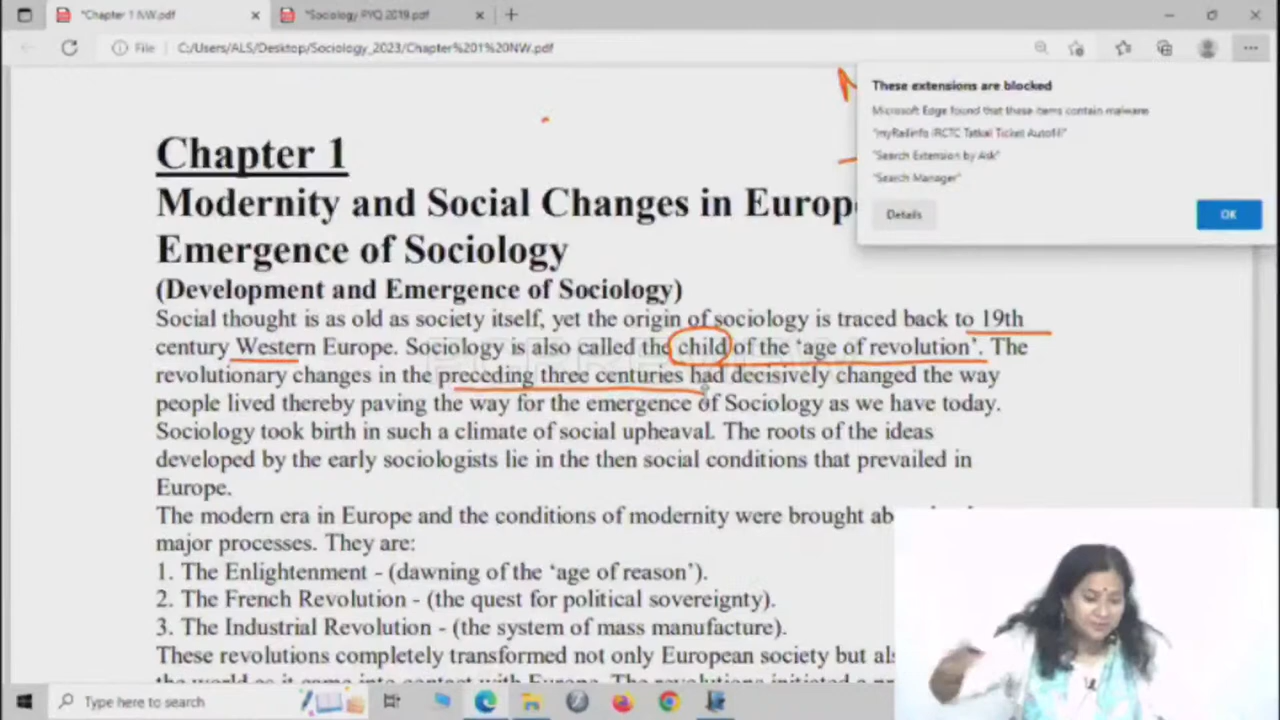 *Chapter 1 NW.pdf
*Sociology PYQ 2019.pdf
File
C:/Users/ALS/Desktop/Sociology_2023/Chapter%201%20NW.pdf
These extensions are blocked
Microsoft Edge found that these items contain malware
"myRailinfo IRCTC Tatkal Ticket Autofill"
"Search Extension by Ask"
"Search Manager"
Details
OK
Chapter 1
Modernity and Social Changes in Europ
Emergence of Sociology
(Development and Emergence of Sociology)
Social thought is as old as society itself, yet the origin of sociology is traced back to 19th
century Western Europe. Sociology is also called the child of the ‘age of revolution’. The
revolutionary changes in the preceding three centuries had decisively changed the way
people lived thereby paving the way for the emergence of Sociology as we have today.
Sociology took birth in such a climate of social upheaval. The roots of the ideas
developed by the early sociologists lie in the then social conditions that prevailed in
Europe.
The modern era in Europe and the conditions of modernity were brought
major processes. They are:
1. The Enlightenment - (dawning of the ‘age of reason’).
2. The French Revolution - (the quest for political sovereignty).
3. The Industrial Revolution - (the system of mass manufacture).
These revolutions completely transformed not only European society but
Type here to search